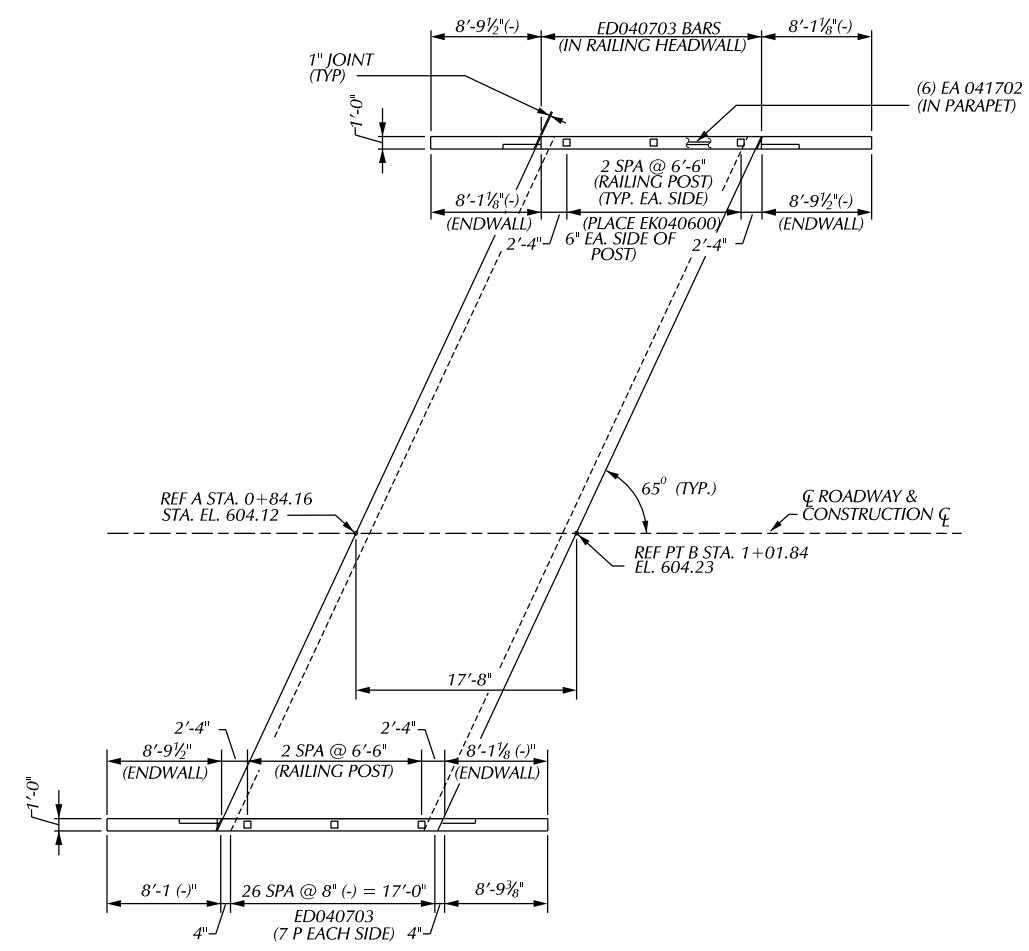 8'-9½"(-)
ED040703 BARS
(IN RAILING HEADWALL)
8'-1⅛"(-)
1" JOINT
(TYP)
(6) EA 041702
(IN PARAPET)
1'-0"
2 SPA @ 6'-6"
(RAILING POST)
(TYP. EA. SIDE)
8'-1⅛"(-)
(ENDWALL)
8'-9½"(-)
(ENDWALL)
(PLACE EK040600)
6" EA. SIDE OF
POST)
2'-4"
2'-4"
65⁰ (TYP.)
REF A STA. 0+84.16
STA. EL. 604.12
℄ ROADWAY &
CONSTRUCTION ℄
REF PT B STA. 1+01.84
EL. 604.23
17'-8"
2'-4"
2'-4"
8'-9½"
(ENDWALL)
2 SPA @ 6'-6"
(RAILING POST)
8'-1⅛ (-)"
(ENDWALL)
1'-0"
8'-1 (-)"
26 SPA @ 8" (-) = 17'-0"
8'-9⅜"
ED040703
(7 P EACH SIDE)
4"
4"